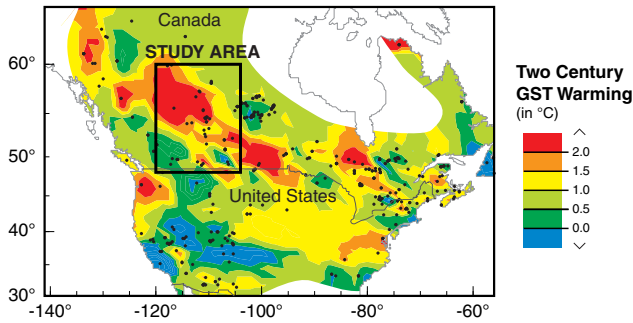 Canada
STUDY AREA
United States
60°
50°
40°
30°
-140°
-120°
-100°
-80°
-60°
Two Century
GST Warming
(in °C)
2.0
1.5
1.0
0.5
0.0